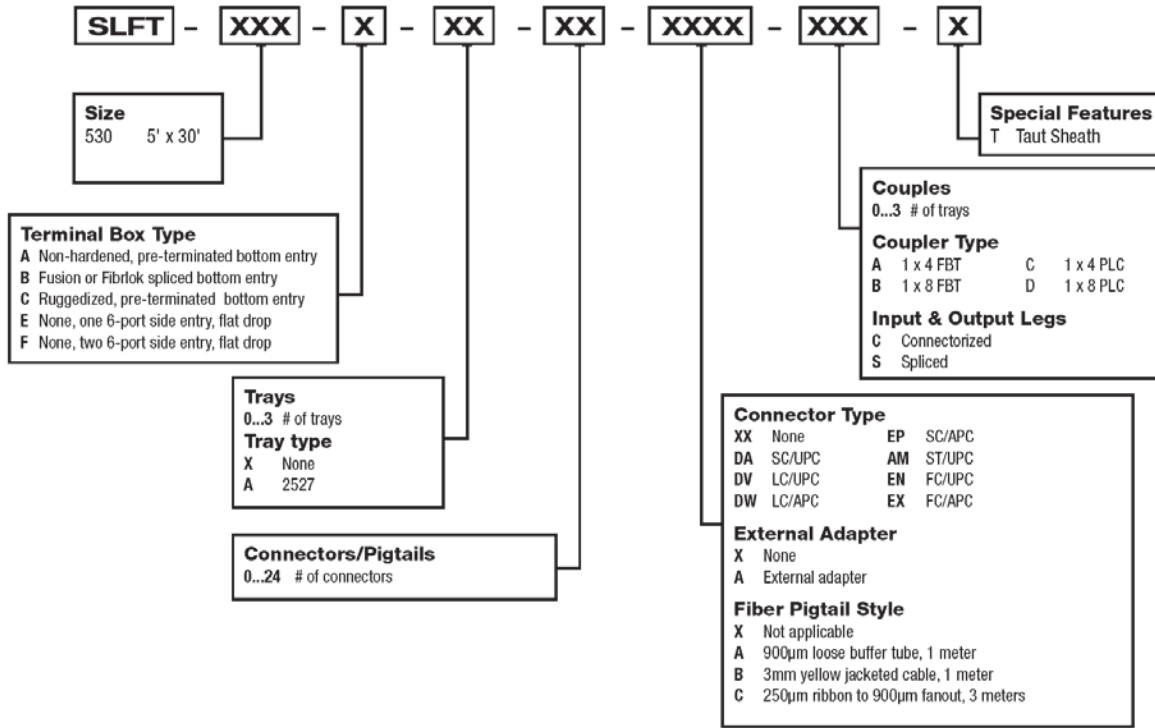 SLFT - XXX - X - XX - XX - XXXX - XXX - X
Size
530 5' x 30'
Terminal Box Type
A Non-hardened, pre-terminated bottom entry
B Fusion or Fibrlok spliced bottom entry
C Ruggedized, pre-terminated bottom entry
E None, one 6-port side entry, flat drop
F None, two 6-port side entry, flat drop
Trays
0...3 # of trays
Tray type
X None
A 2527
Connectors/Pigtails
0...24 # of connectors
Connector Type
XX None EP SC/APC
DA SC/UPC AM ST/UPC
DV LC/UPC EN FC/UPC
DW LC/APC EX FC/APC
External Adapter
X None
A External adapter
Fiber Pigtail Style
X Not applicable
A 900µm loose buffer tube, 1 meter
B 3mm yellow jacketed cable, 1 meter
C 250µm ribbon to 900µm fanout, 3 meters
Couples
0...3 # of trays
Coupler Type
A 1 x 4 FBT C 1 x 4 PLC
B 1 x 8 FBT D 1 x 8 PLC
Input & Output Legs
C Connectorized
S Spliced
Special Features
T Taut Sheath